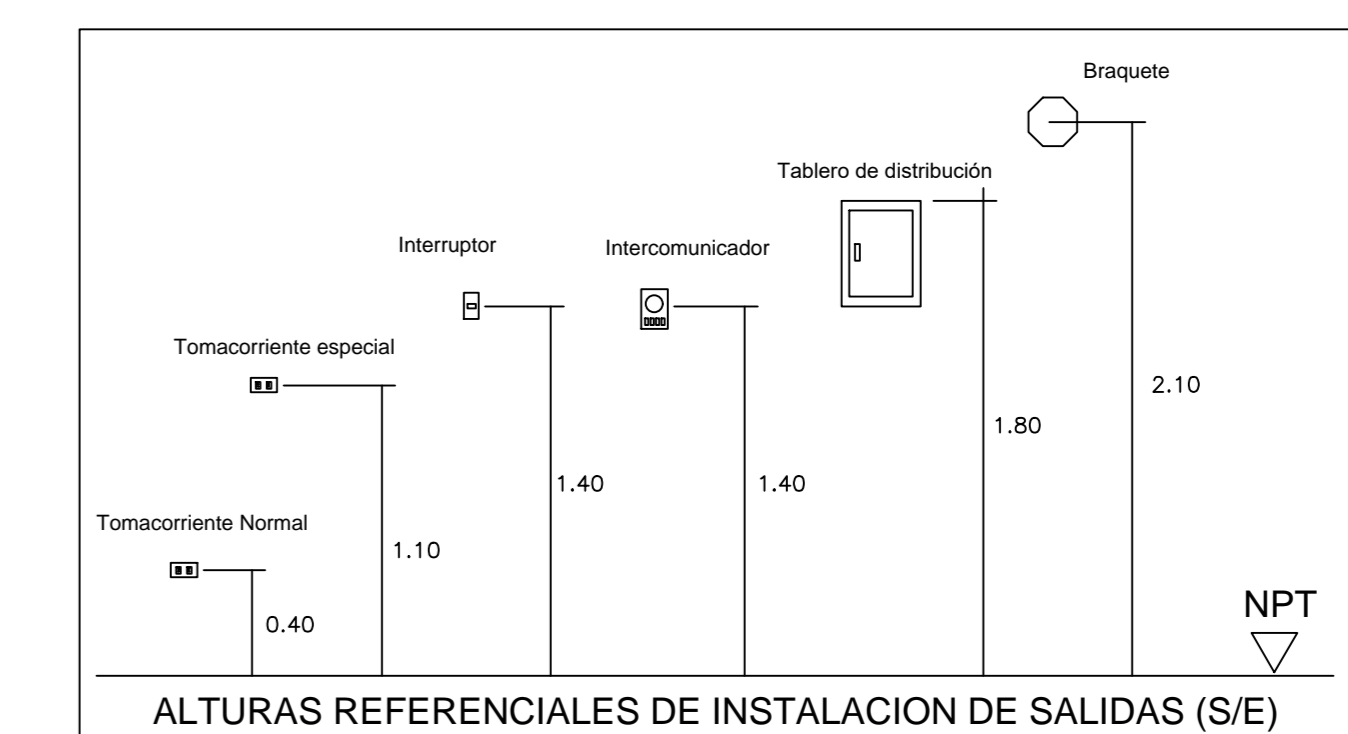 Braquete
Tablero de distribución
Interruptor
Intercomunicador
Tomacorriente especial
2.10
1.80
1.40
1.40
Tomacorriente Normal
1.10
0.40
NPT
ALTURAS REFERENCIALES DE INSTALACION DE SALIDAS (S/E)